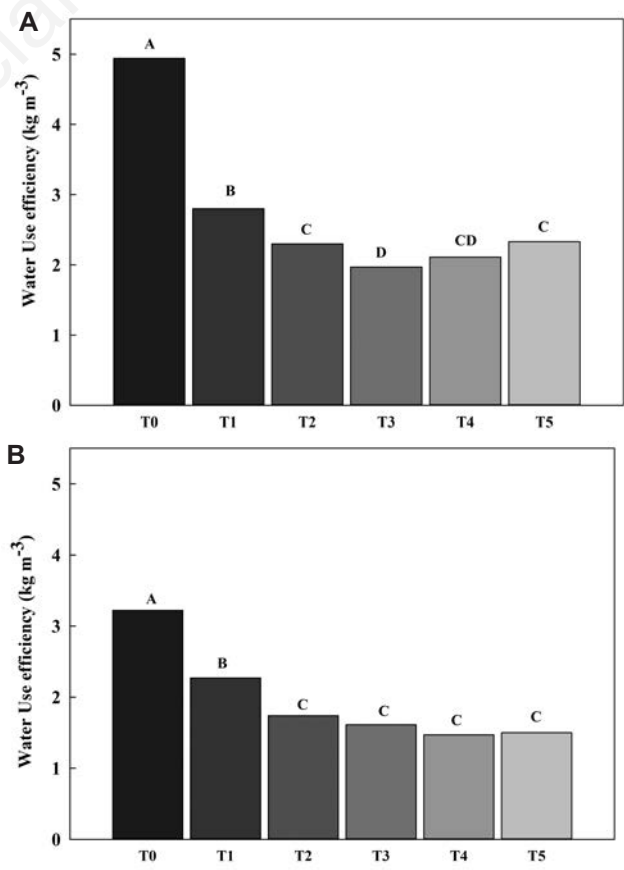 A
Water Use efficiency (kg m-3)
5
4
3
2
1
0
A
B
C
D
CD
C
T0 T1 T2 T3 T4 T5
B
Water Use efficiency (kg m-3)
5
4
3
2
1
0
A
B
C
C
C
C
T0 T1 T2 T3 T4 T5